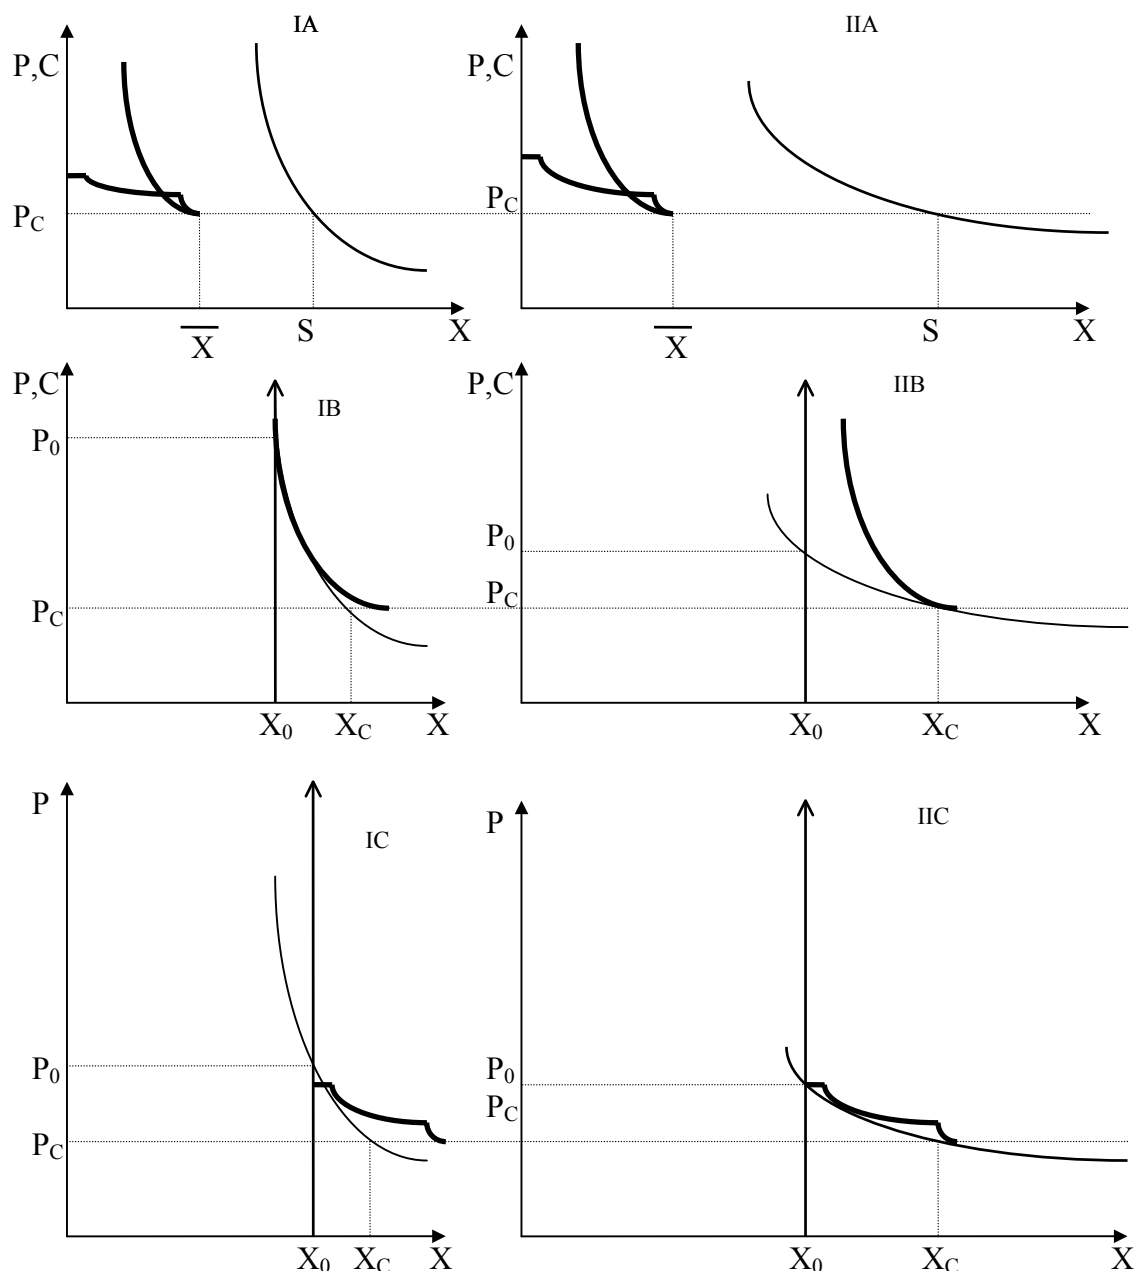 IA
IIA
P,C
P,C
P_C
P_C
X̅
S
X
X̅
S
X
P,C
IB
P,C
IIB
P_0
P_0
P_C
P_C
X_0
X_C
X
X_0
X_C
X
P
IC
P
IIC
P_0
P_0
P_C
P_C
X_0
X_C
X
X_0
X_C
X